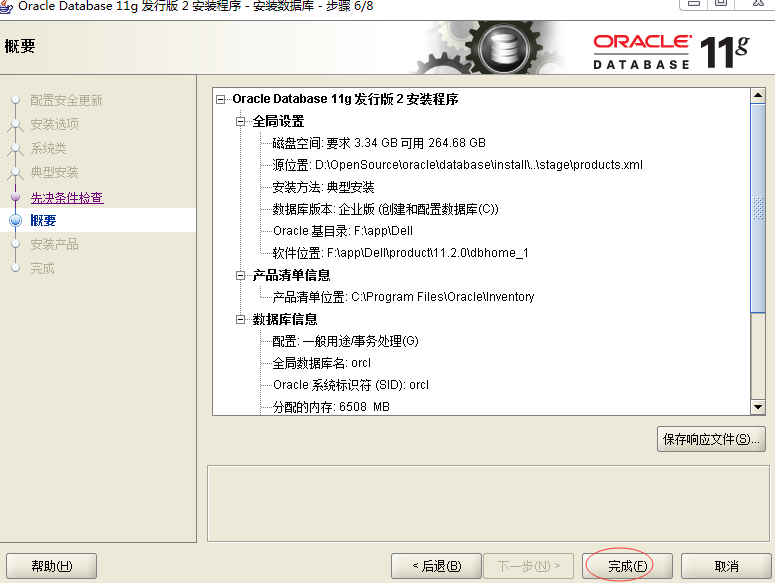 Oracle Database 11g 发行版 2 安装程序 - 安装数据库 - 步骤 6/8
概要
ORACLE®
DATABASE 11g
配置安全更新
安装选项
系统类
典型安装
先决条件检查
概要
安装产品
完成
Oracle Database 11g 发行版 2 安装程序
全局设置
磁盘空间: 要求 3.34 GB 可用 264.68 GB
源位置: D:\OpenSource\oracle\database\install\..\stage\products.xml
安装方法: 典型安装
数据库版本: 企业版 (创建和配置数据库(C))
Oracle 基目录: F:\app\Dell
软件位置: F:\app\Dell\product\11.2.0\dbhome_1
产品清单信息
产品清单位置: C:\Program Files\Oracle\Inventory
数据库信息
配置: 一般用途/事务处理(G)
全局数据库名: orcl
Oracle 系统标识符 (SID): orcl
分配的内存: 6508 MB
保存响应文件(S)...
帮助(H)
< 后退(B)
下一步(N) >
完成(F)
取消